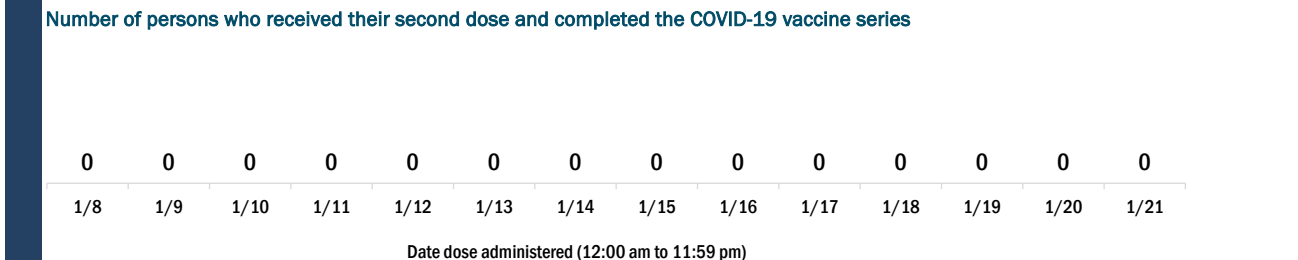 Number of persons who received their second dose and completed the COVID-19 vaccine series
0 0 0 0 0 0 0 0 0 0 0 0 0 0
1/8 1/9 1/10 1/11 1/12 1/13 1/14 1/15 1/16 1/17 1/18 1/19 1/20 1/21
Date dose administered (12:00 am to 11:59 pm)